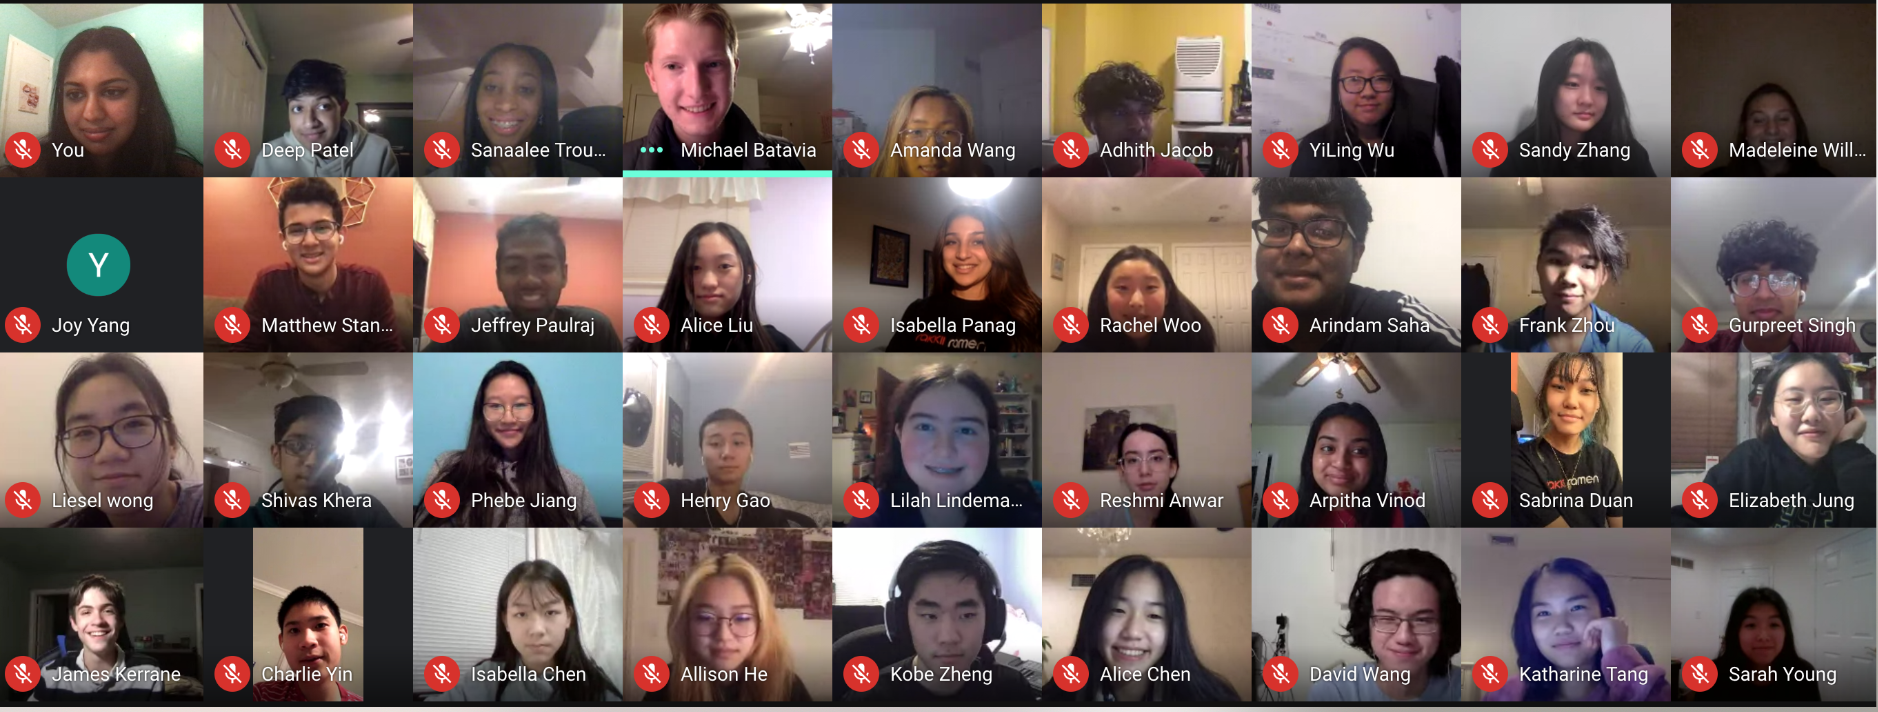 You
Deep Patel
Sanaalee Trou...
Michael Batavia
Amanda Wang
Adhith Jacob
YiLing Wu
Sandy Zhang
Madeleine Will...
Y
Joy Yang
Matthew Stan...
Jeffrey Paulraj
Alice Liu
Isabella Panag
ramen
Rachel Woo
Arindam Saha
Frank Zhou
Gurpreet Singh
Liesel wong
Shivas Khera
Phebe Jiang
Henry Gao
Lilah Lindema...
Reshmi Anwar
Arpitha Vinod
ramen
Sabrina Duan
Elizabeth Jung
James Kerrane
Charlie Yin
Isabella Chen
Allison He
Kobe Zheng
Alice Chen
David Wang
Katharine Tang
Sarah Young